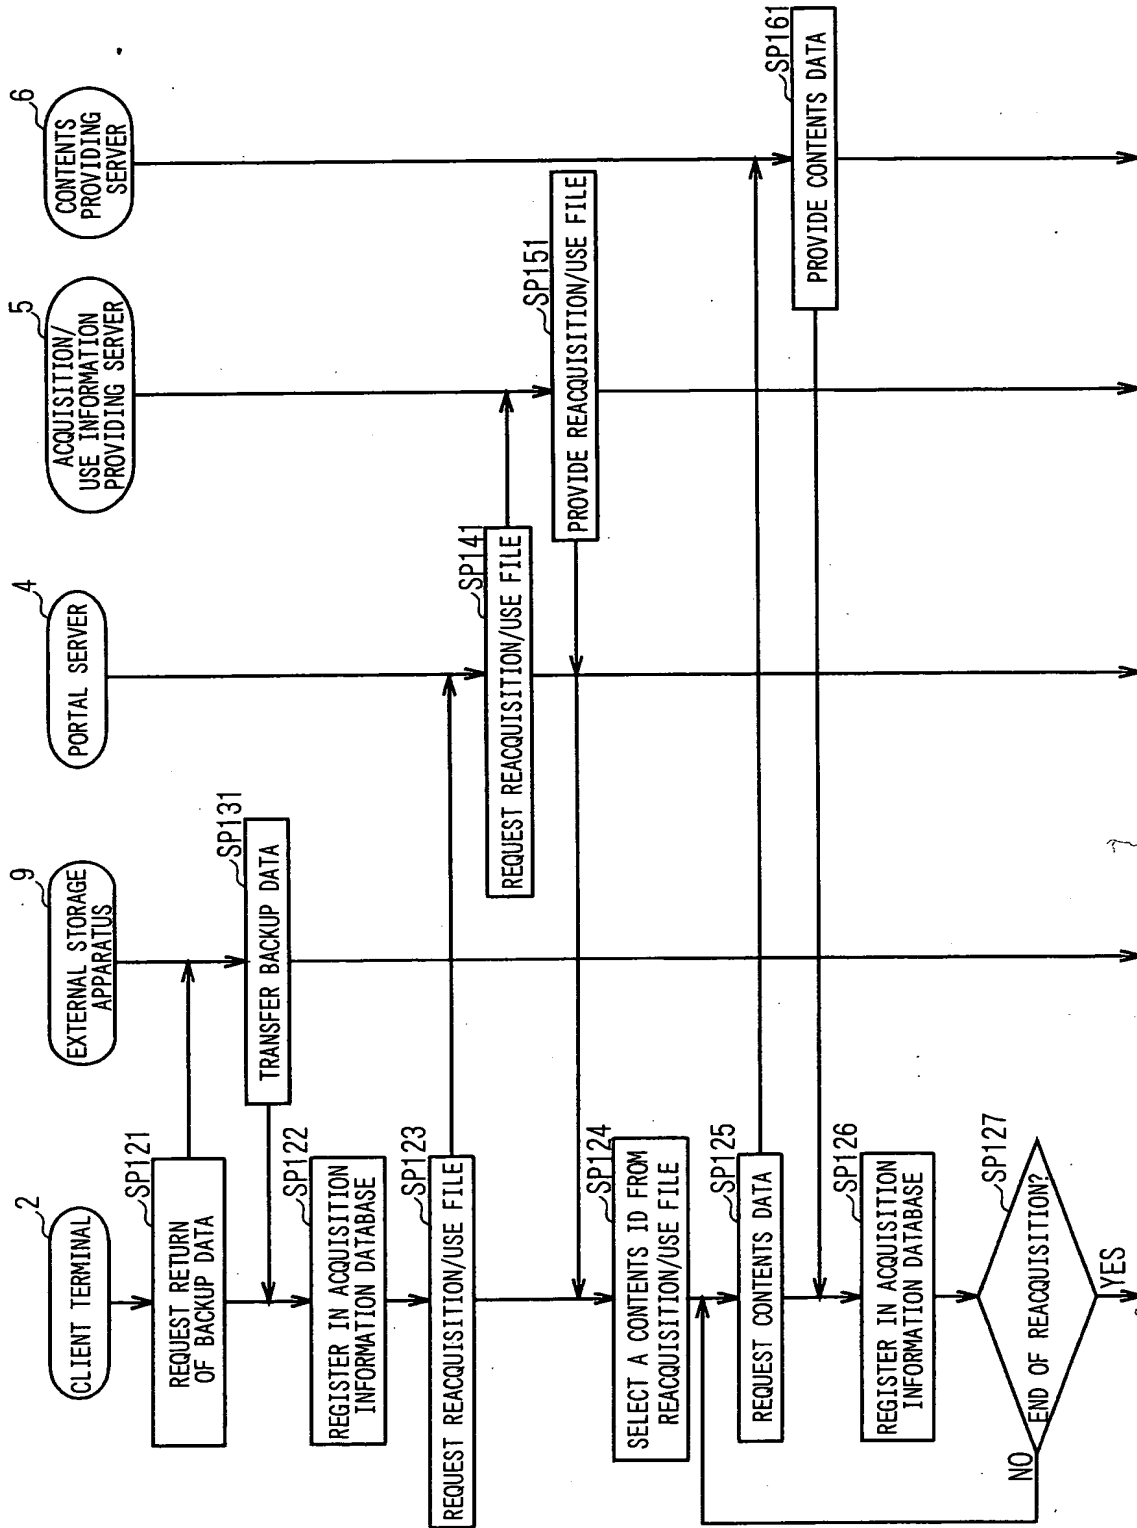 CLIENT TERMINAL
2
REQUEST RETURN
OF BACKUP DATA
SP121
REGISTER IN ACQUISITION
INFORMATION DATABASE
SP122
REQUEST REACQUISITION/USE FILE
SP123
SELECT A CONTENTS ID FROM
REACQUISITION/USE FILE
SP124
REQUEST CONTENTS DATA
SP125
REGISTER IN ACQUISITION
INFORMATION DATABASE
SP126
END OF REACQUISITION?
SP127
NO
YES
EXTERNAL STORAGE
APPARATUS
9
TRANSFER BACKUP DATA
SP131
PORTAL SERVER
4
REQUEST REACQUISITION/USE FILE
SP141
ACQUISITION/
USE INFORMATION
PROVIDING SERVER
5
PROVIDE REACQUISITION/USE FILE
SP151
CONTENTS
PROVIDING
SERVER
6
PROVIDE CONTENTS DATA
SP161